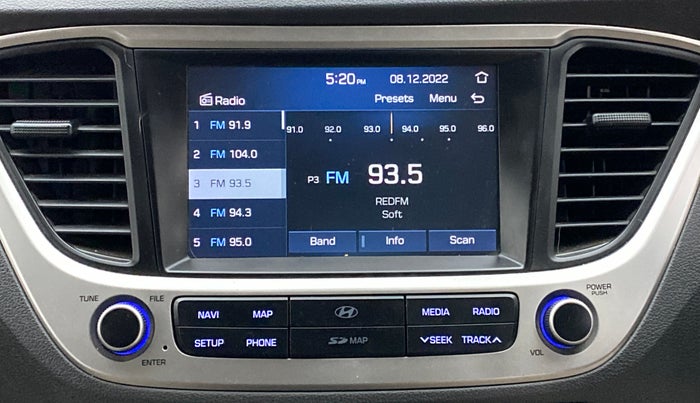 5:20 PM 08.12.2022
Radio Presets Menu
1 FM 91.9
2 FM 104.0
3 FM 93.5
4 FM 94.3
5 FM 95.0
91.0 92.0 93.0 94.0 95.0 96.0
P3 FM 93.5
REDFM
Soft
Band Info Scan
TUNE FILE
ENTER
NAVI MAP
SETUP PHONE
SD MAP
MEDIA RADIO
SEEK TRACK
POWER
PUSH
VOL